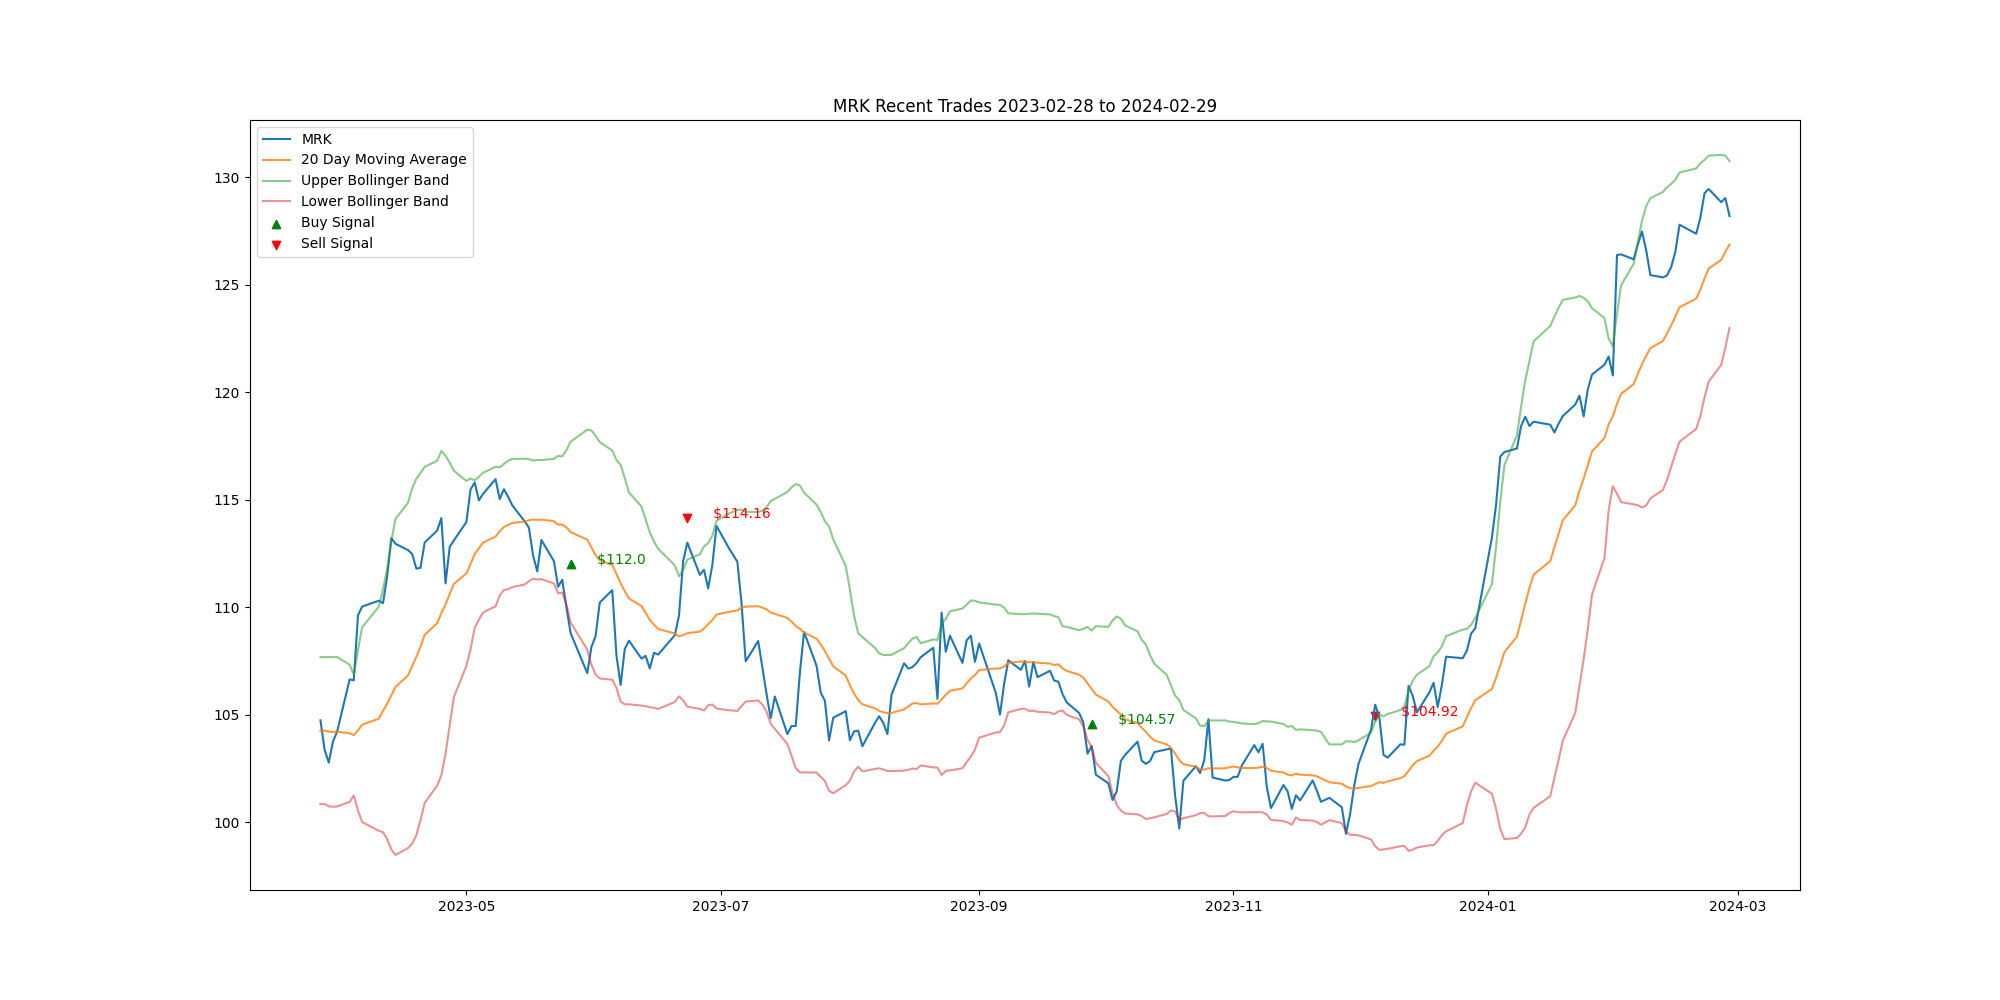 MRK Recent Trades 2023-02-28 to 2024-02-29
MRK
20 Day Moving Average
Upper Bollinger Band
Lower Bollinger Band
Buy Signal
Sell Signal
130
125
120
115
110
105
100
$112.0
$114.16
$104.57
$104.92
2023-05
2023-07
2023-09
2023-11
2024-01
2024-03